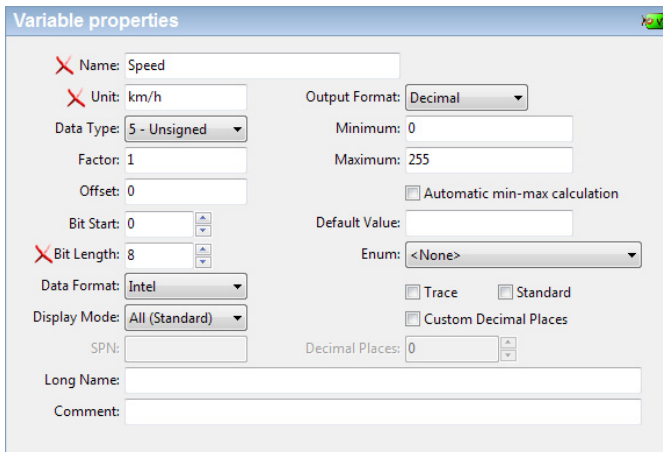 Variable properties
Name: Speed
Unit: km/h Output Format: Decimal
Data Type: 5 - Unsigned Minimum: 0
Factor: 1 Maximum: 255
Offset: 0 Automatic min-max calculation
Bit Start: 0 Default Value:
Bit Length: 8 Enum: <None>
Data Format: Intel Trace Standard
Display Mode: All (Standard) Custom Decimal Places
SPN: Decimal Places: 0
Long Name:
Comment: